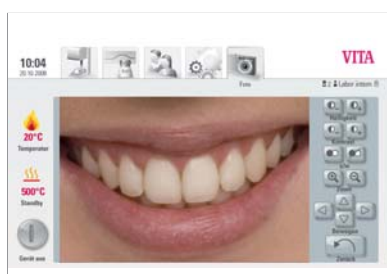 10:04
20.10.2008
VITA
Foto
2 Labor intern
20°C
Temperatur
500°C
Standby
Gerät aus
Helligkeit
Kontrast
Zoom
Bewegen
Zurück